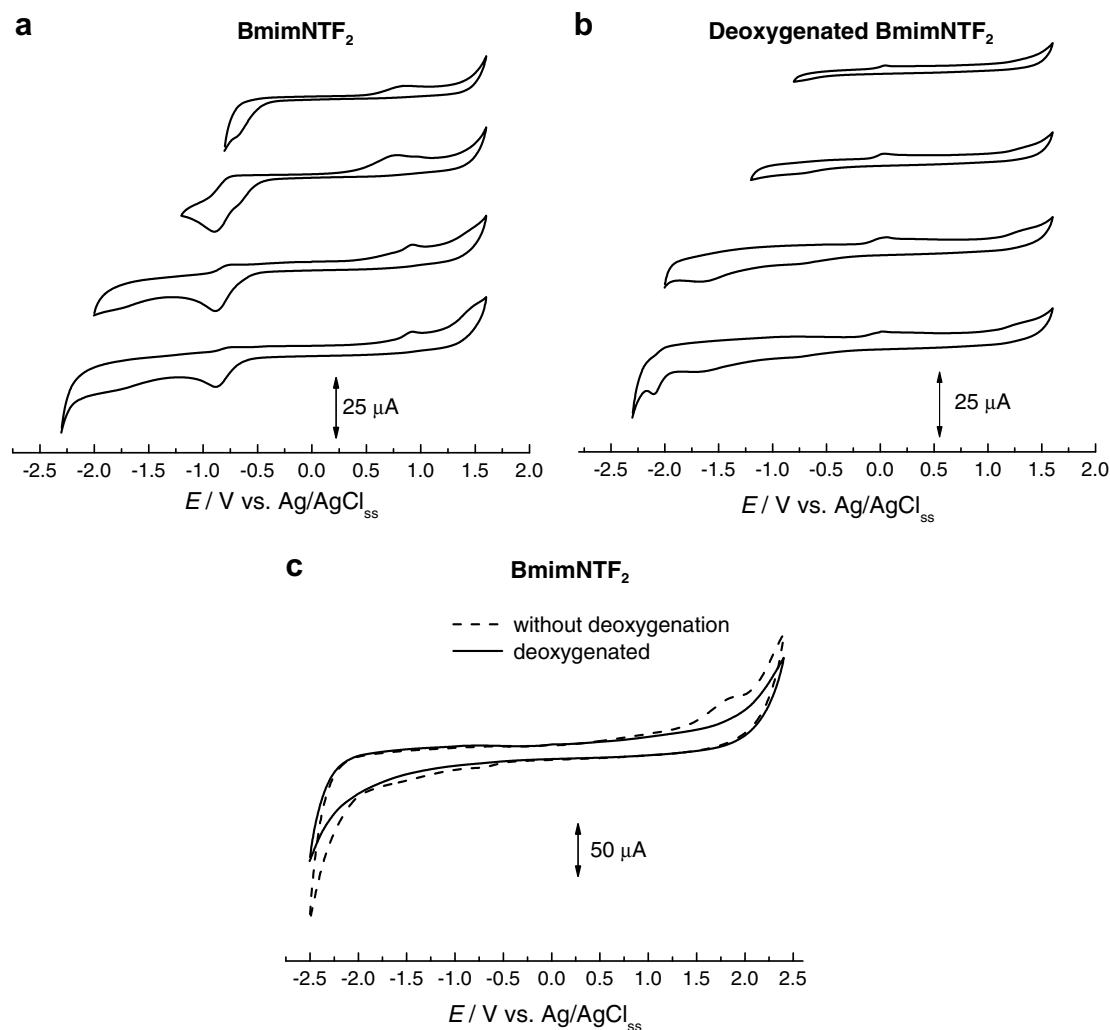 a
BmimNTF₂
25 μA
-2.5 -2.0 -1.5 -1.0 -0.5 0.0 0.5 1.0 1.5 2.0
E / V vs. Ag/AgCl_ss
b
Deoxygenated BmimNTF₂
25 μA
-2.5 -2.0 -1.5 -1.0 -0.5 0.0 0.5 1.0 1.5 2.0
E / V vs. Ag/AgCl_ss
c
BmimNTF₂
without deoxygenation
deoxygenated
50 μA
-2.5 -2.0 -1.5 -1.0 -0.5 0.0 0.5 1.0 1.5 2.0 2.5
E / V vs. Ag/AgCl_ss